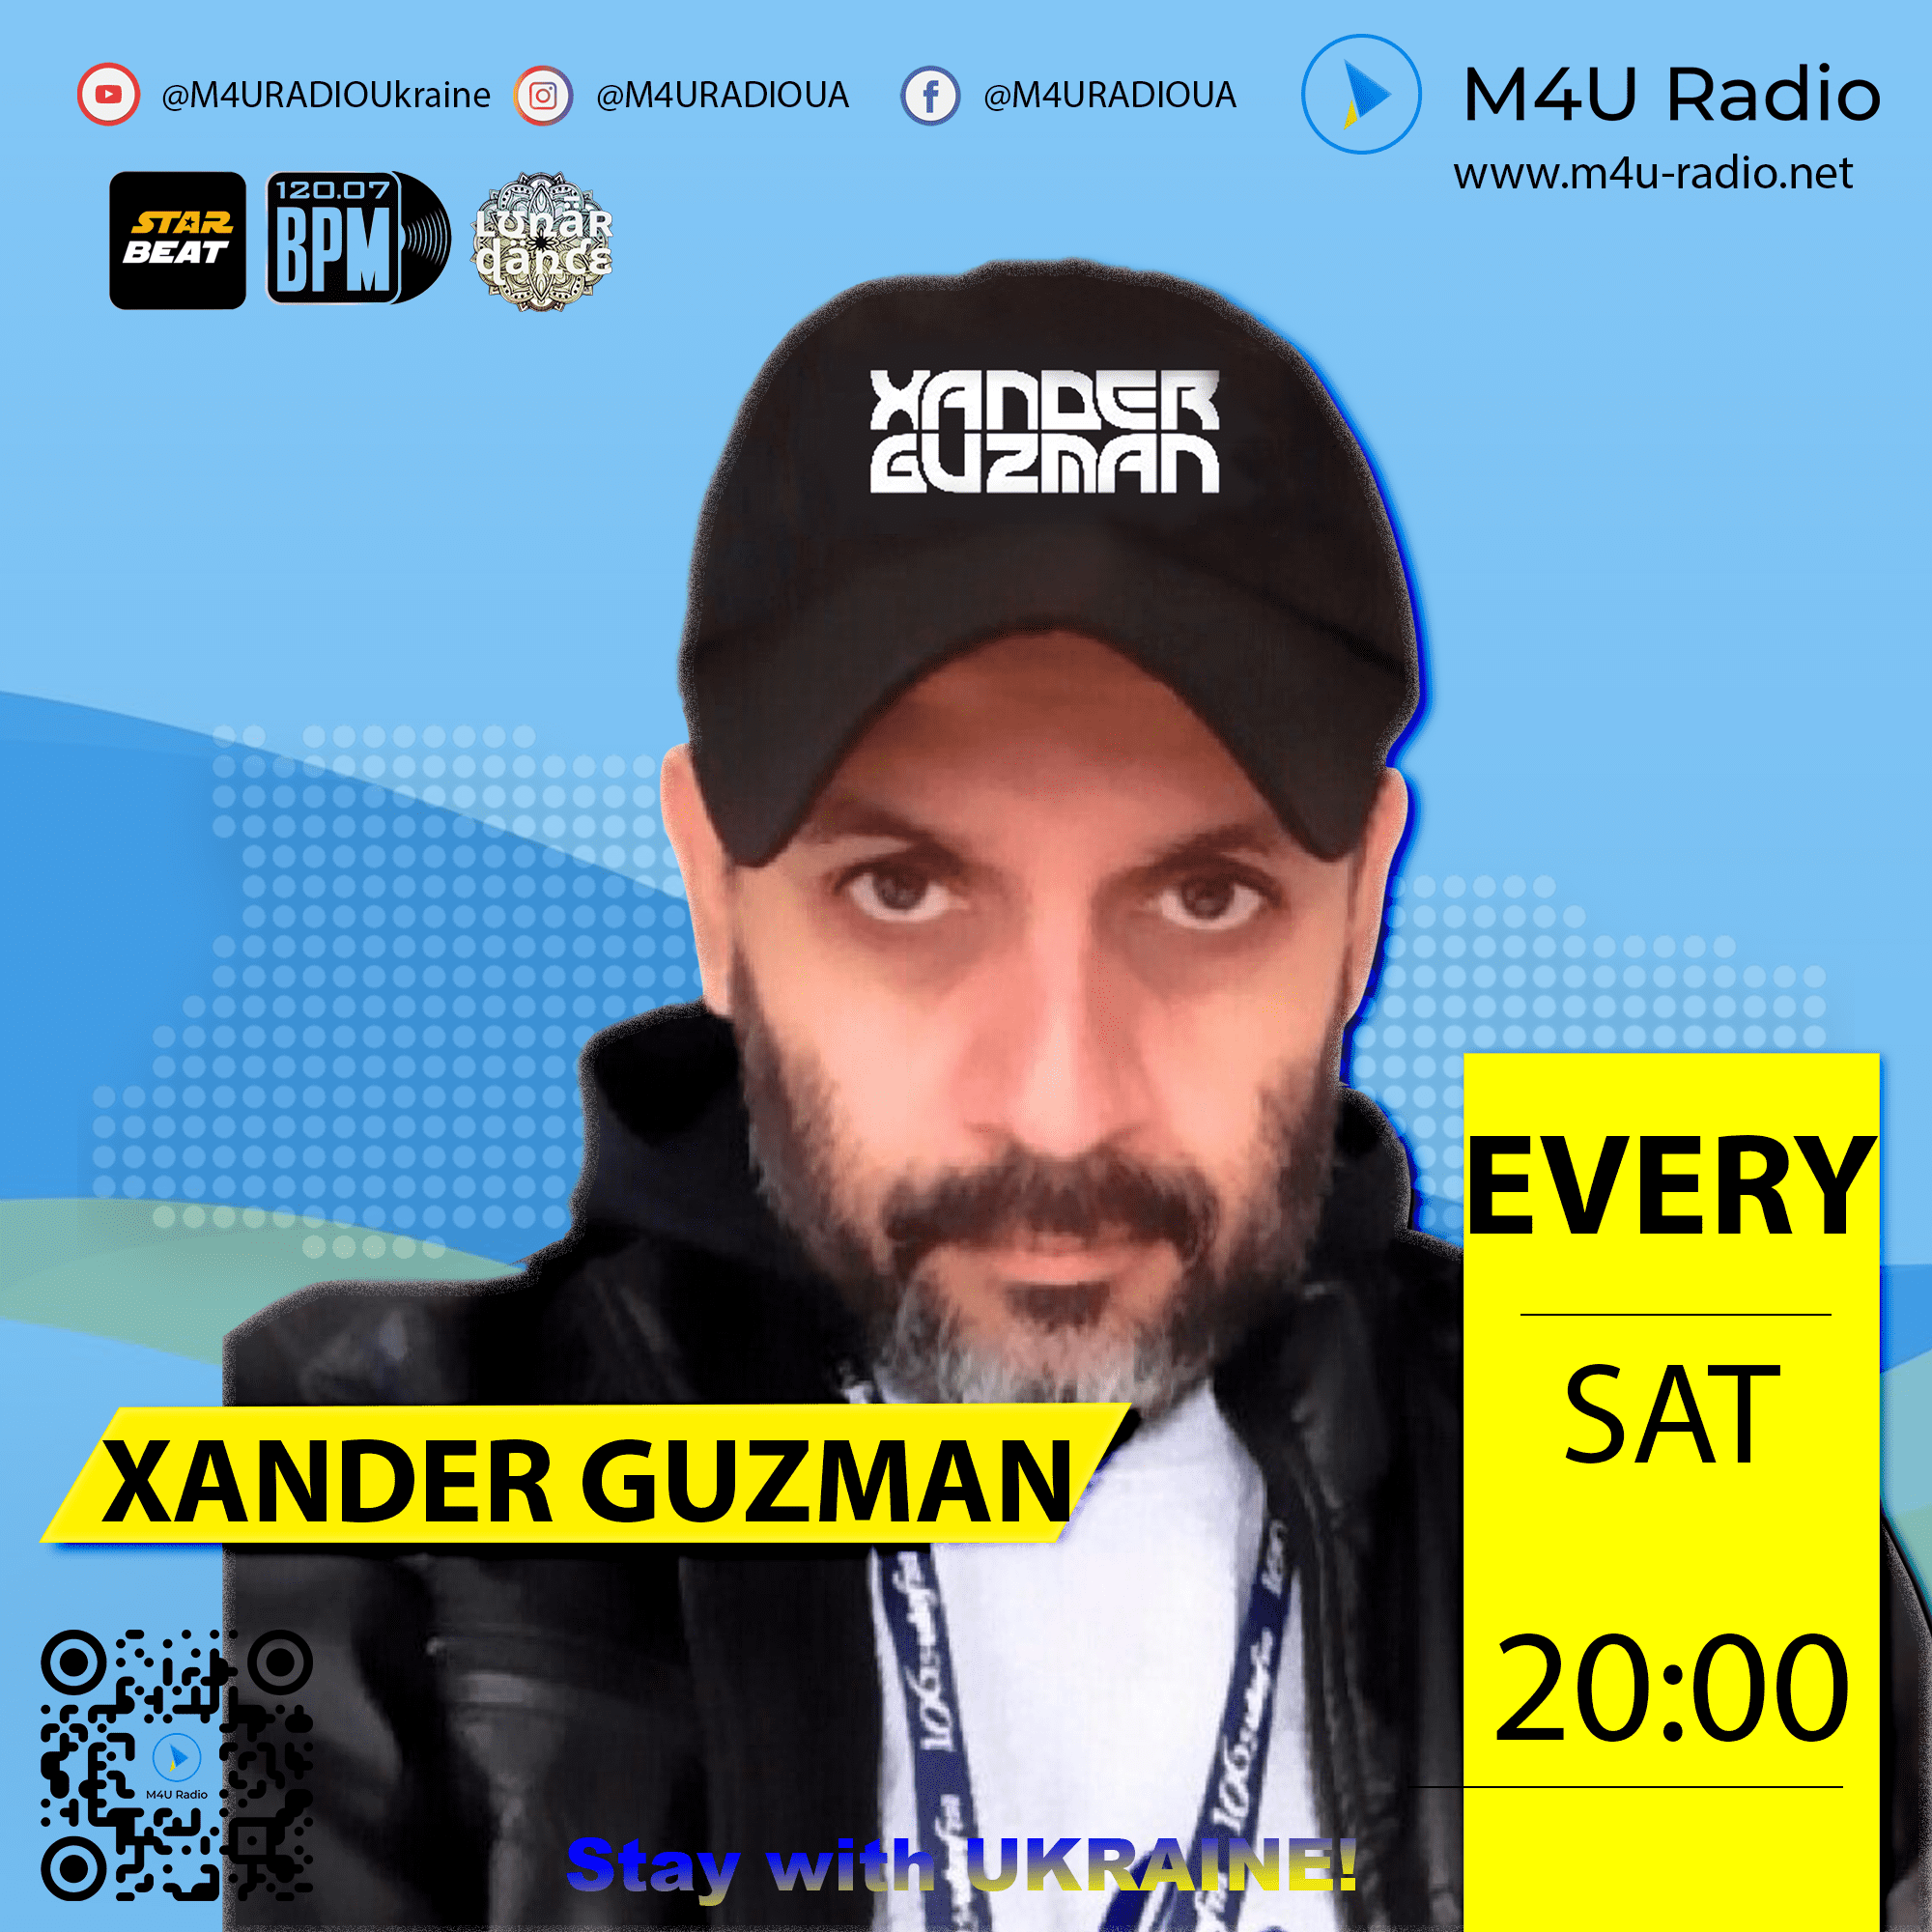 @M4URADIOUkraine
@M4URADIOUA
@M4URADIOUA
M4U Radio
www.m4u-radio.net
STAR
BEAT
120.07
BPM
LUNAR
dance
XANDER
GUZMAN
EVERY
SAT
20:00
XANDER GUZMAN
M4U Radio
Stay with UKRAINE!